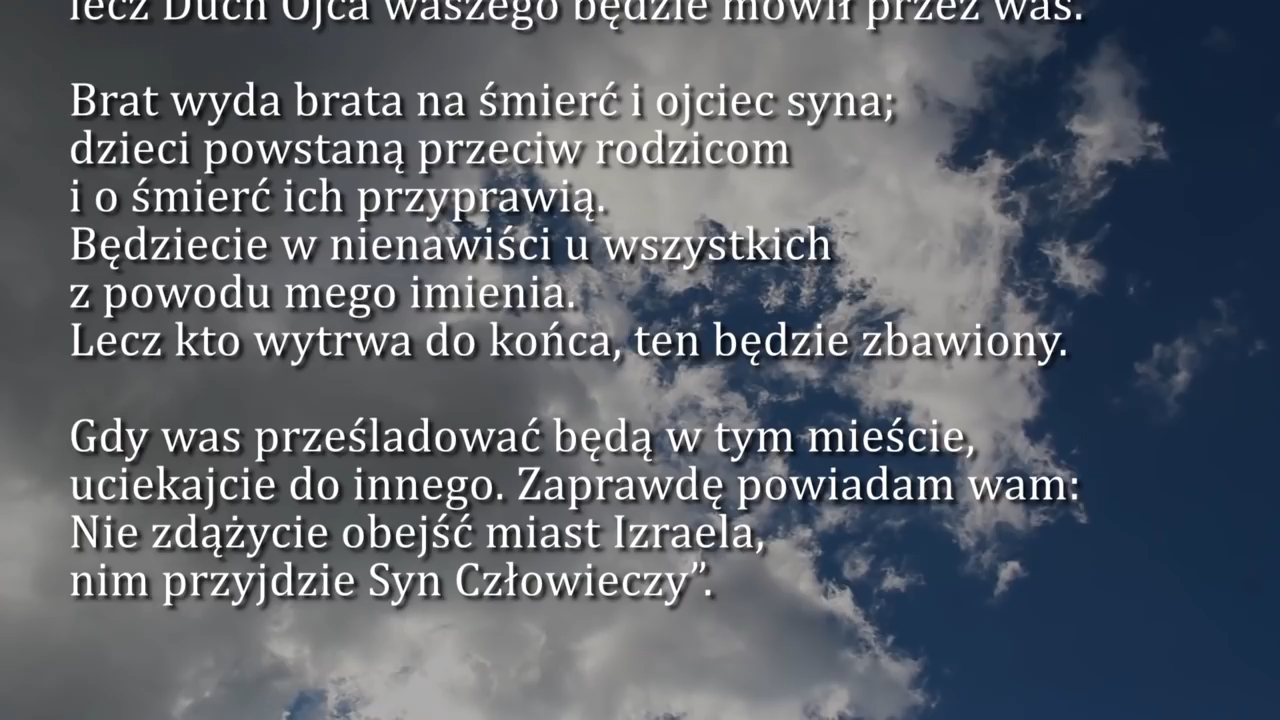 lecz Duch Ojca waszego będzie mówił przez was.
Brat wyda brata na śmierć i ojciec syna;
dzieci powstaną przeciw rodzicom
i o śmierć ich przyprawią.
Będziecie w nienawiści u wszystkich
z powodu mego imienia.
Lecz kto wytrwa do końca, ten będzie zbawiony.
Gdy was prześladować będą w tym mieście,
uciekajcie do innego. Zaprawdę powiadam wam:
Nie zdążycie obejść miast Izraela,
nim przyjdzie Syn Człowieczy”.